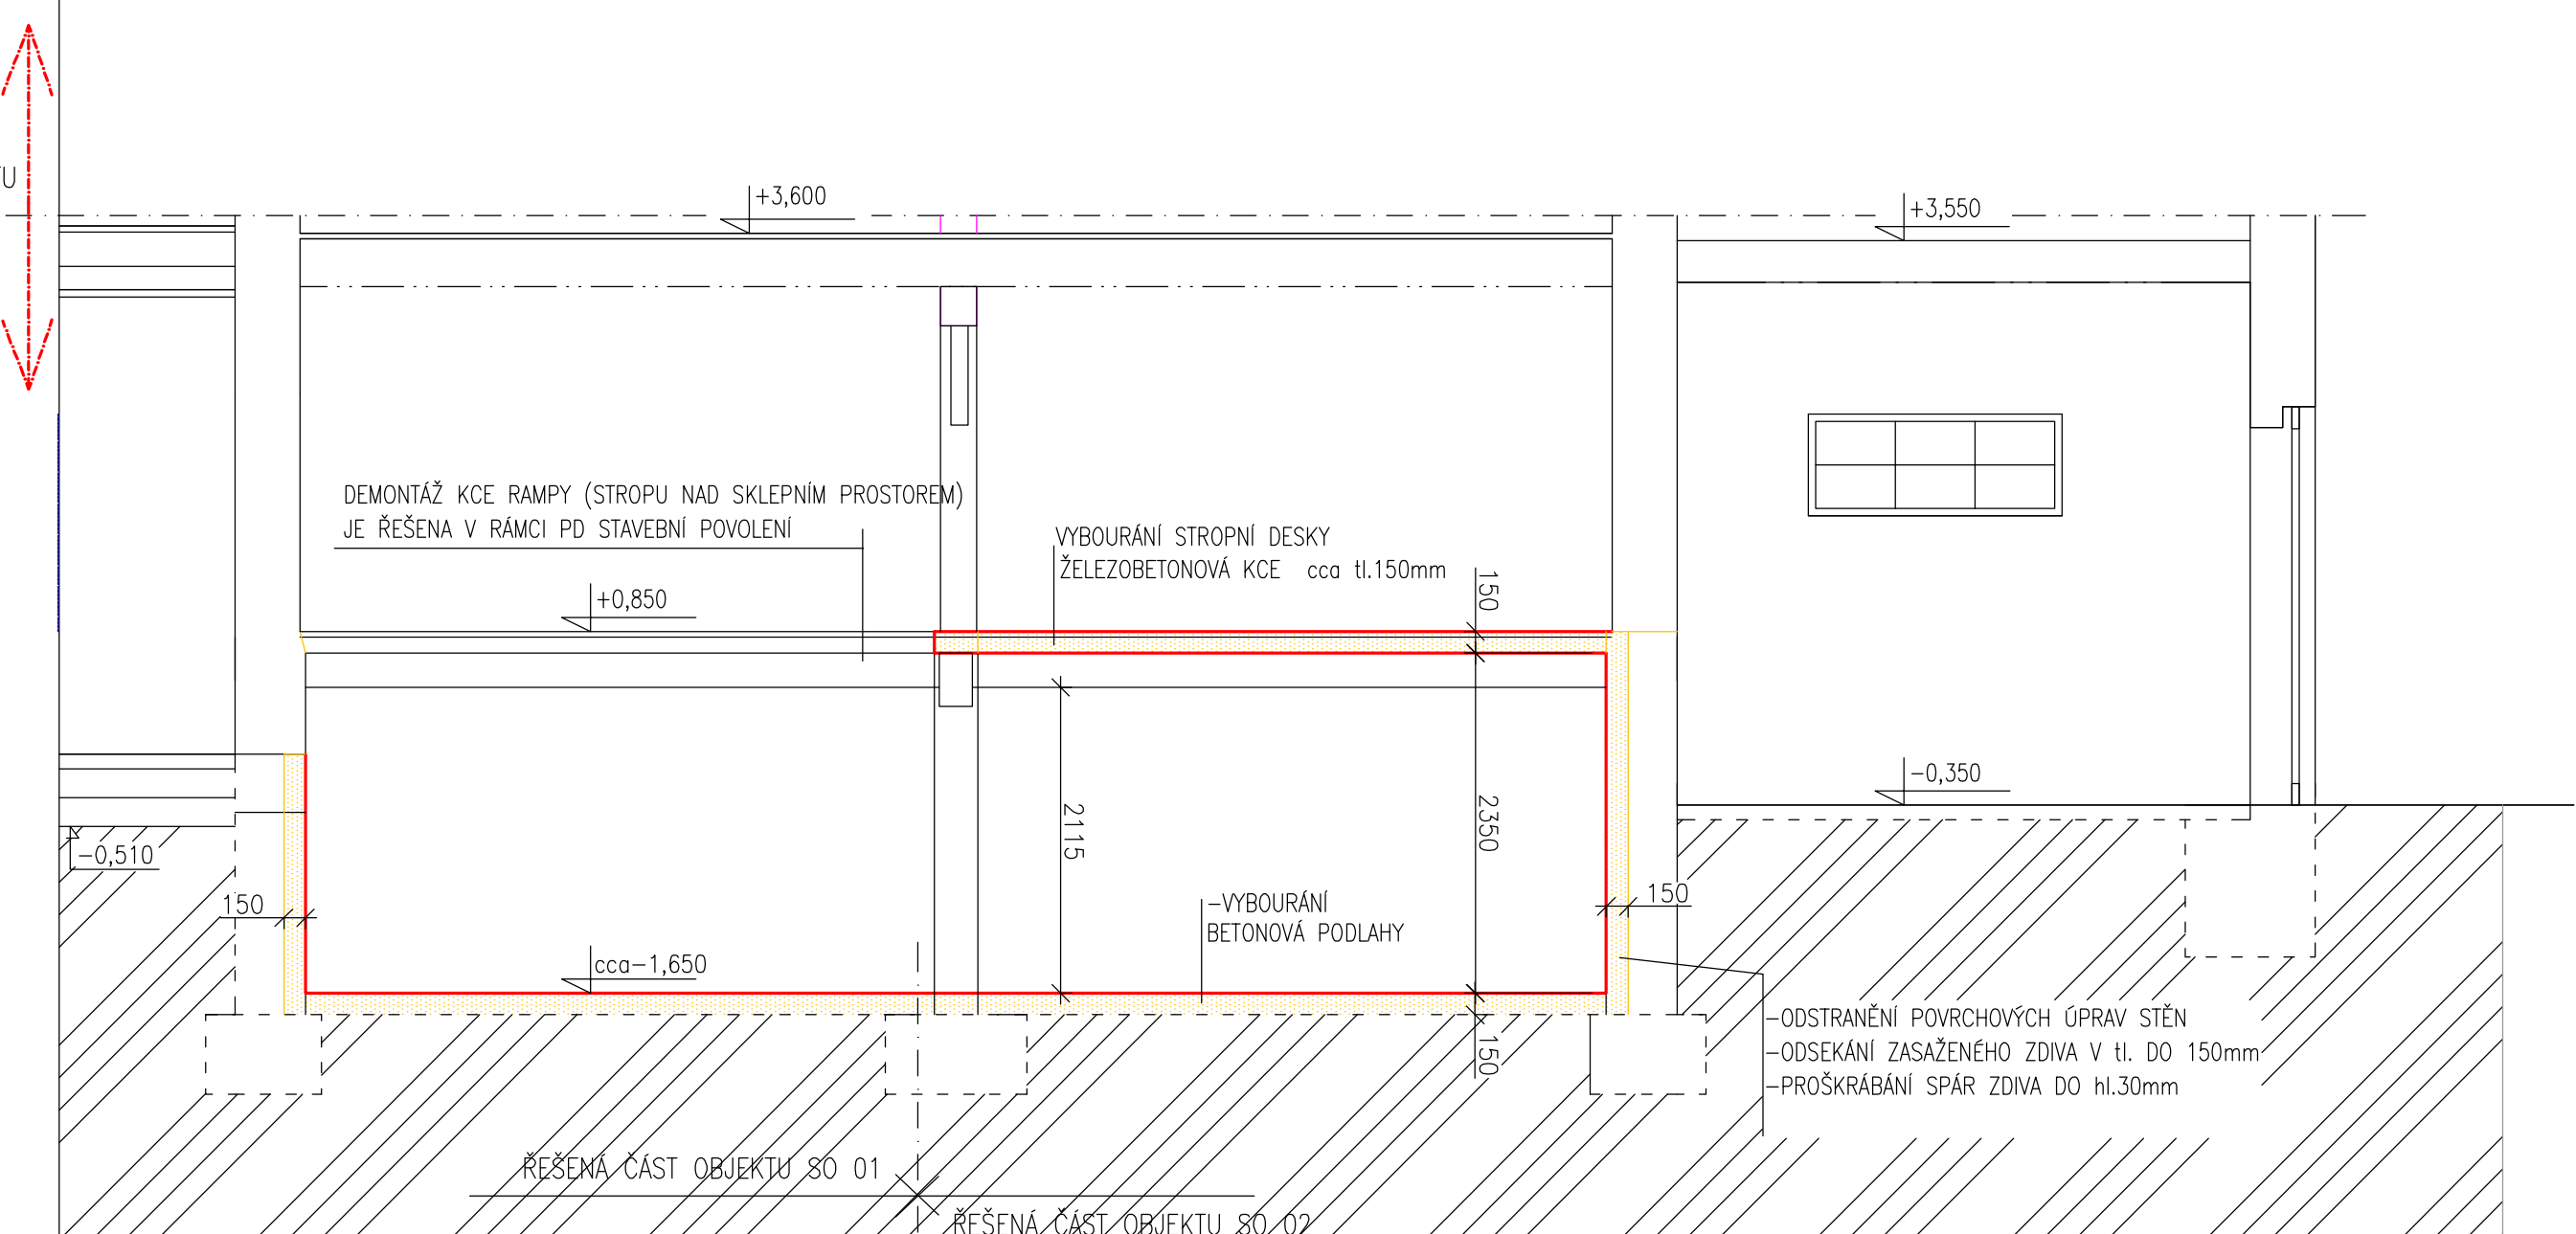 TU
+3,600
+3,550
DEMONTÁŽ KCE RAMPY (STROPU NAD SKLEPNÍM PROSTOREM)
JE ŘEŠENA V RÁMCI PD STAVEBNÍ POVOLENÍ
VYBOURÁNÍ STROPNÍ DESKY
ŽELEZOBETONOVÁ KCE cca tl.150mm
150
+0,850
-0,350
2115
2350
-0,510
150
150
-VYBOURÁNÍ
BETONOVÁ PODLAHY
cca-1,650
150
-ODSTRANĚNÍ POVRCHOVÝCH ÚPRAV STĚN
-ODSEKÁNÍ ZASAŽENÉHO ZDIVA V tl. DO 150mm
-PROŠKRÁBÁNÍ SPÁR ZDIVA DO hl.30mm
ŘEŠENÁ ČÁST OBJEKTU SO 01
ŘEŠENÁ ČÁST OBJEKTU SO 02